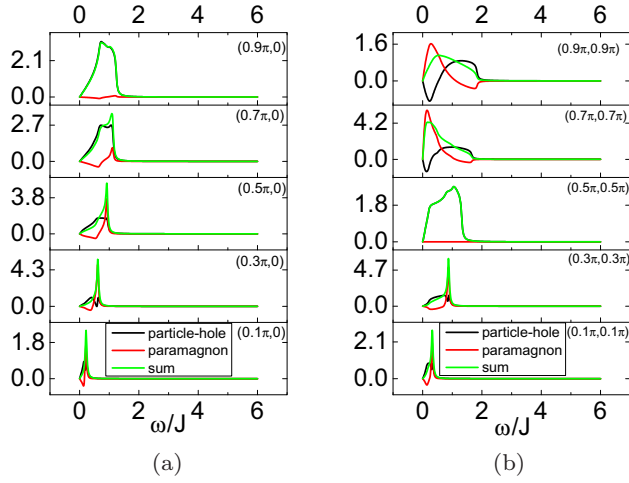 0 2 4 6
2.1
0.0
(0.9π,0)
2.7
0.0
(0.7π,0)
3.8
0.0
(0.5π,0)
4.3
0.0
(0.3π,0)
1.8
0.0
(0.1π,0)
particle-hole
paramagnon
sum
0 2 4 6
ω/J
(a)
0 2 4 6
1.6
0.0
(0.9π,0.9π)
4.2
0.0
(0.7π,0.7π)
1.8
0.0
(0.5π,0.5π)
4.7
0.0
(0.3π,0.3π)
2.1
0.0
(0.1π,0.1π)
particle-hole
paramagnon
sum
0 2 4 6
ω/J
(b)